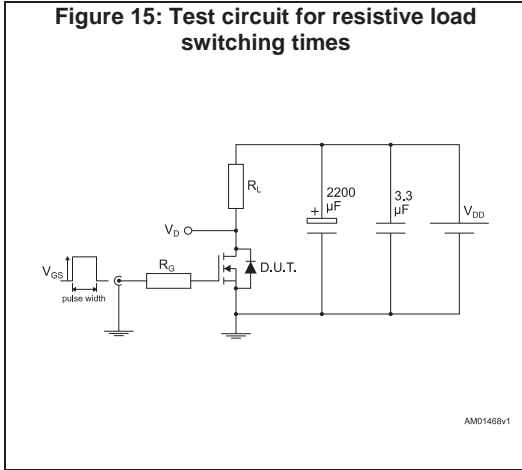 Figure 15: Test circuit for resistive load
switching times
RL
2200
µF
+
3.3
µF
VDD
VD
VGS
pulse width
RG
D.U.T.
AM01468v1